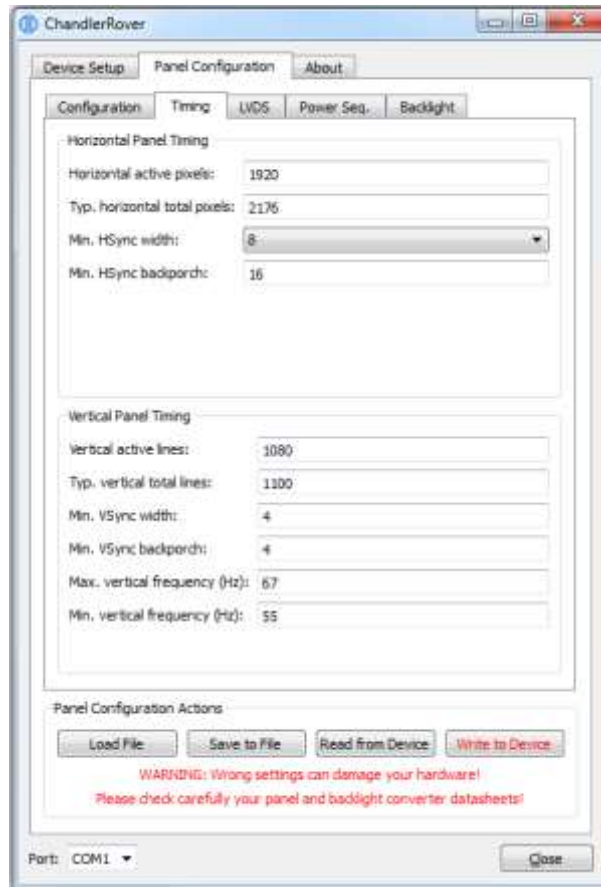 ChandlerRover
Device Setup Panel Configuration About
Configuration Timing LVDS Power Seq. Backlight
Horizontal Panel Timing
Horizontal active pixels: 1920
Typ. horizontal total pixels: 2176
Min. HSync width: 8
Min. HSync backporch: 16
Vertical Panel Timing
Vertical active lines: 1080
Typ. vertical total lines: 1100
Min. VSync width: 4
Min. VSync backporch: 4
Max. vertical frequency (Hz): 67
Min. vertical frequency (Hz): 55
Panel Configuration Actions
Load File Save to File Read from Device Write to Device
WARNING: Wrong settings can damage your hardware!
Please check carefully your panel and backlight converter datasheets!
Port: COM1 Close